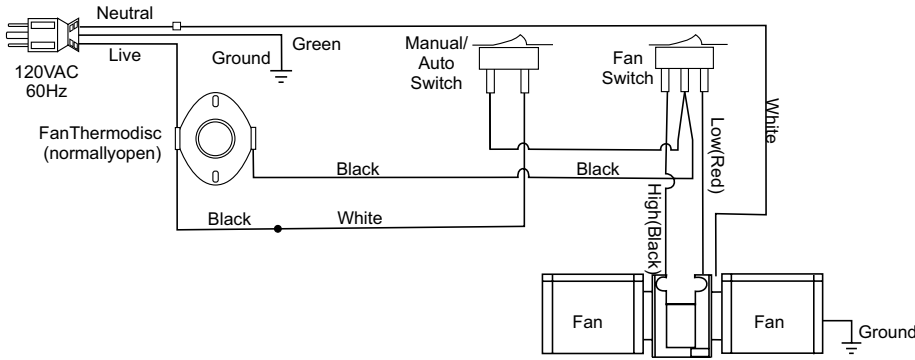 Neutral
Live
Green
Ground
120VAC
60Hz
Manual/
Auto
Switch
Fan
Switch
FanThermodisc
(normallyopen)
Black
Black
White
Low(Red)
High(Black)
Black
White
Fan
Fan
Ground